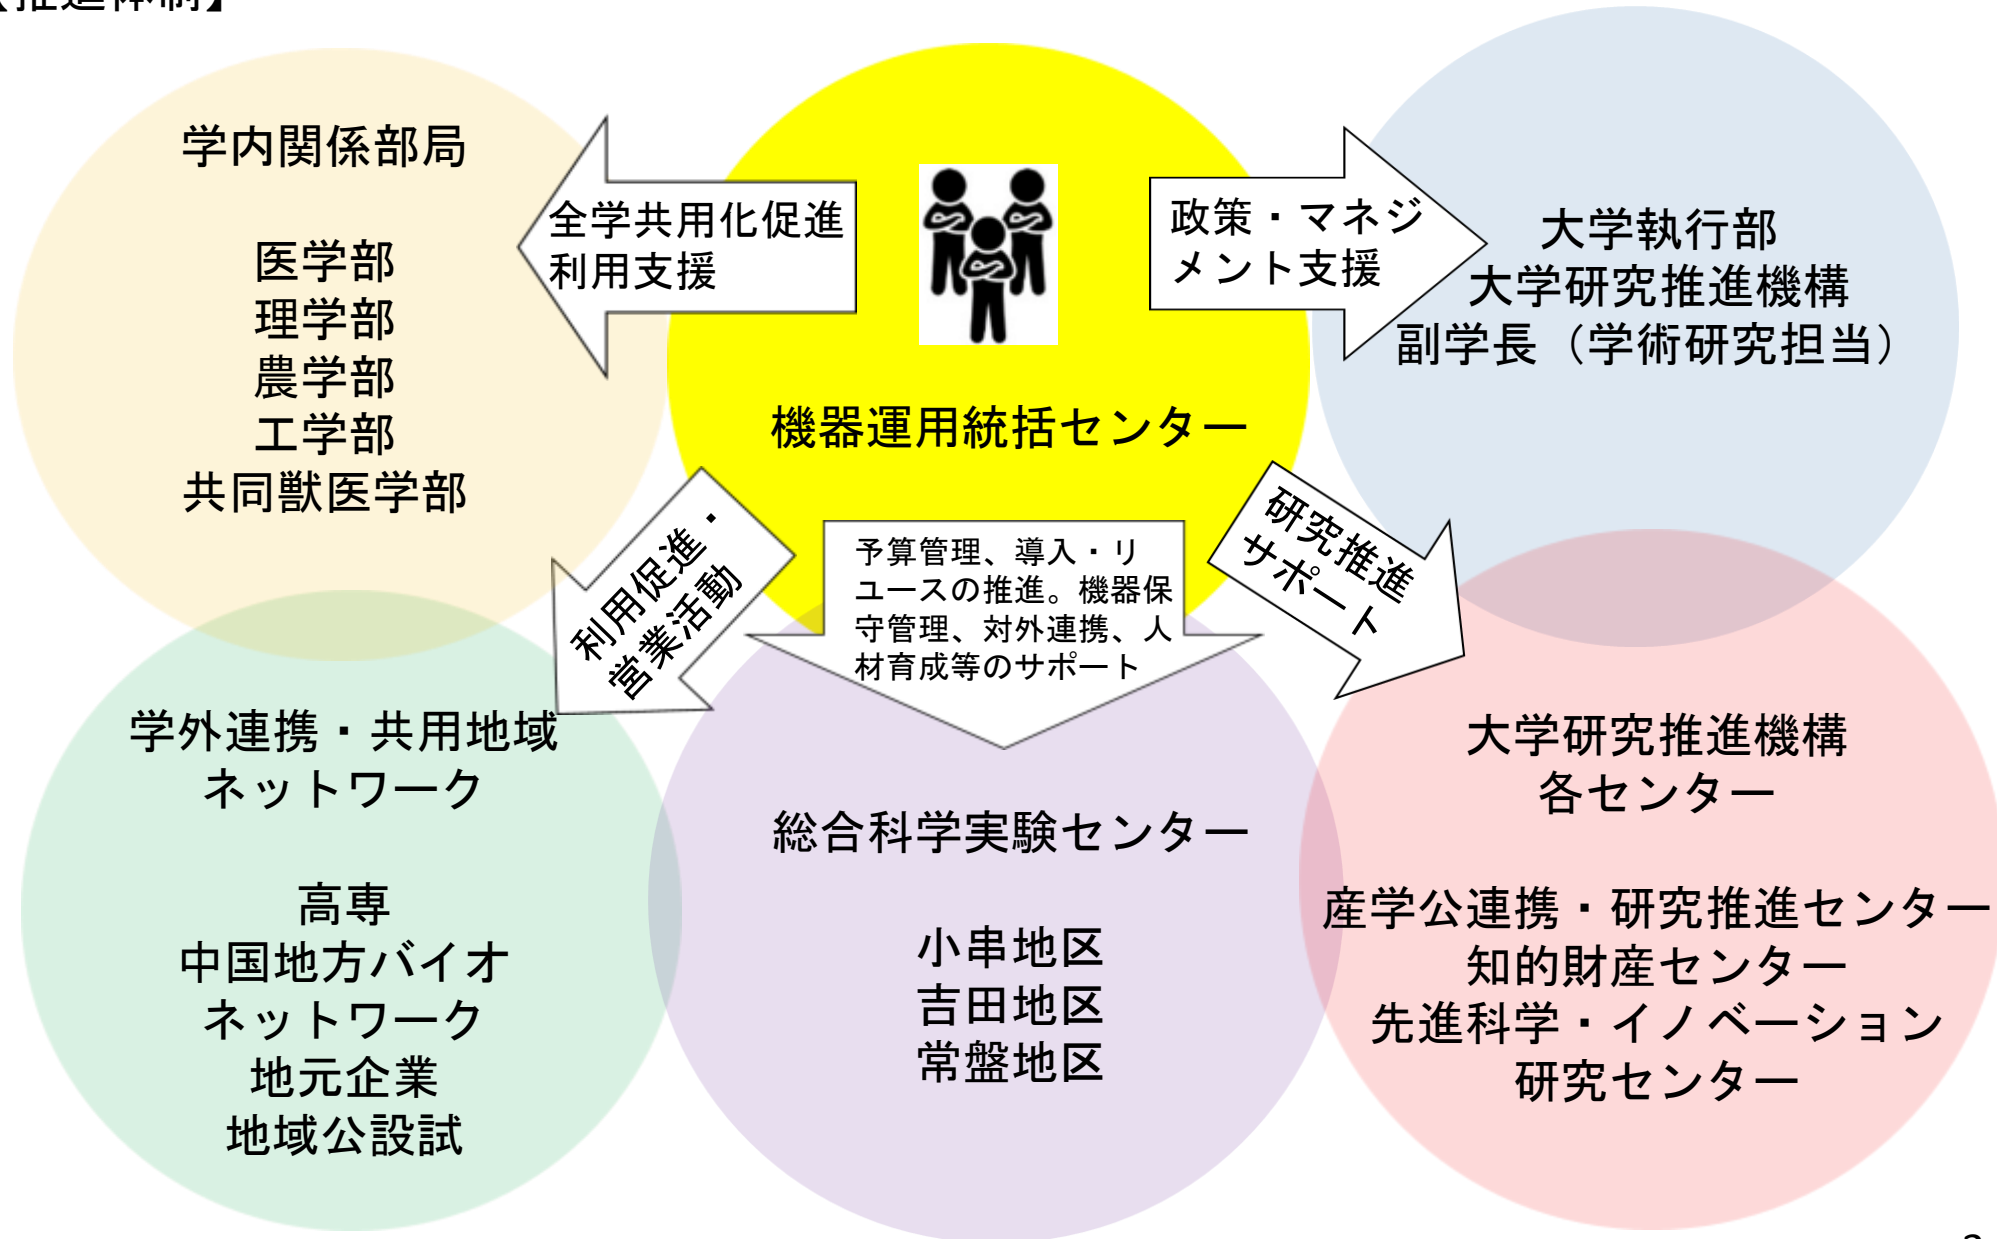 【推進体制】
学内関係部局
医学部
理学部
農学部
工学部
共同獣医学部
全学共用化促進
利用支援
機器運用統括センター
政策・マネジ
メント支援
大学執行部
大学研究推進機構
副学長（学術研究担当）
利用促進・
営業活動
予算管理、導入・リ
ユースの推進。機器保
守管理、対外連携、人
材育成等のサポート
研究推進
サポート
学外連携・共用地域
ネットワーク
高専
中国地方バイオ
ネットワーク
地元企業
地域公設試
総合科学実験センター
小串地区
吉田地区
常盤地区
大学研究推進機構
各センター
産学公連携・研究推進センター
知的財産センター
先進科学・イノベーション
研究センター